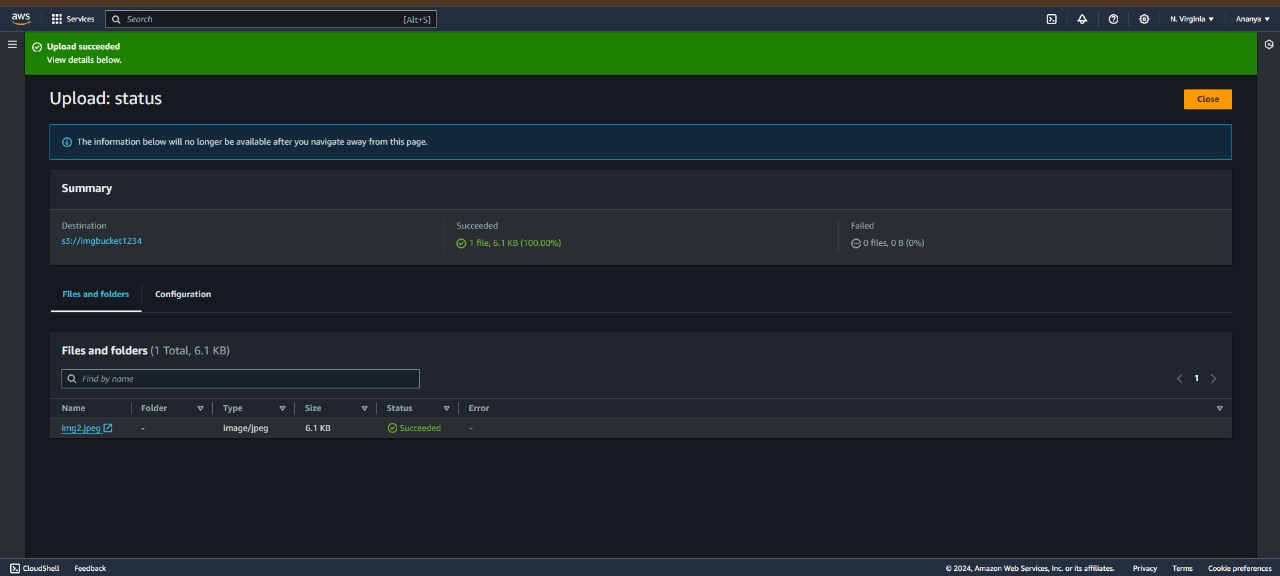 aws Services Search [Alt+S] N. Virginia Ananya
Upload succeeded
View details below.
Upload: status Close
The information below will no longer be available after you navigate away from this page.
Summary
Destination Succeeded Failed
s3://imgbucket1234 1 file, 6.1 KB (100.00%) 0 files, 0 B (0%)
Files and folders Configuration
Files and folders (1 Total, 6.1 KB)
Find by name 1
Name Folder Type Size Status Error
img2.jpeg - image/jpeg 6.1 KB Succeeded -
CloudShell Feedback © 2024, Amazon Web Services, Inc. or its affiliates. Privacy Terms Cookie preferences